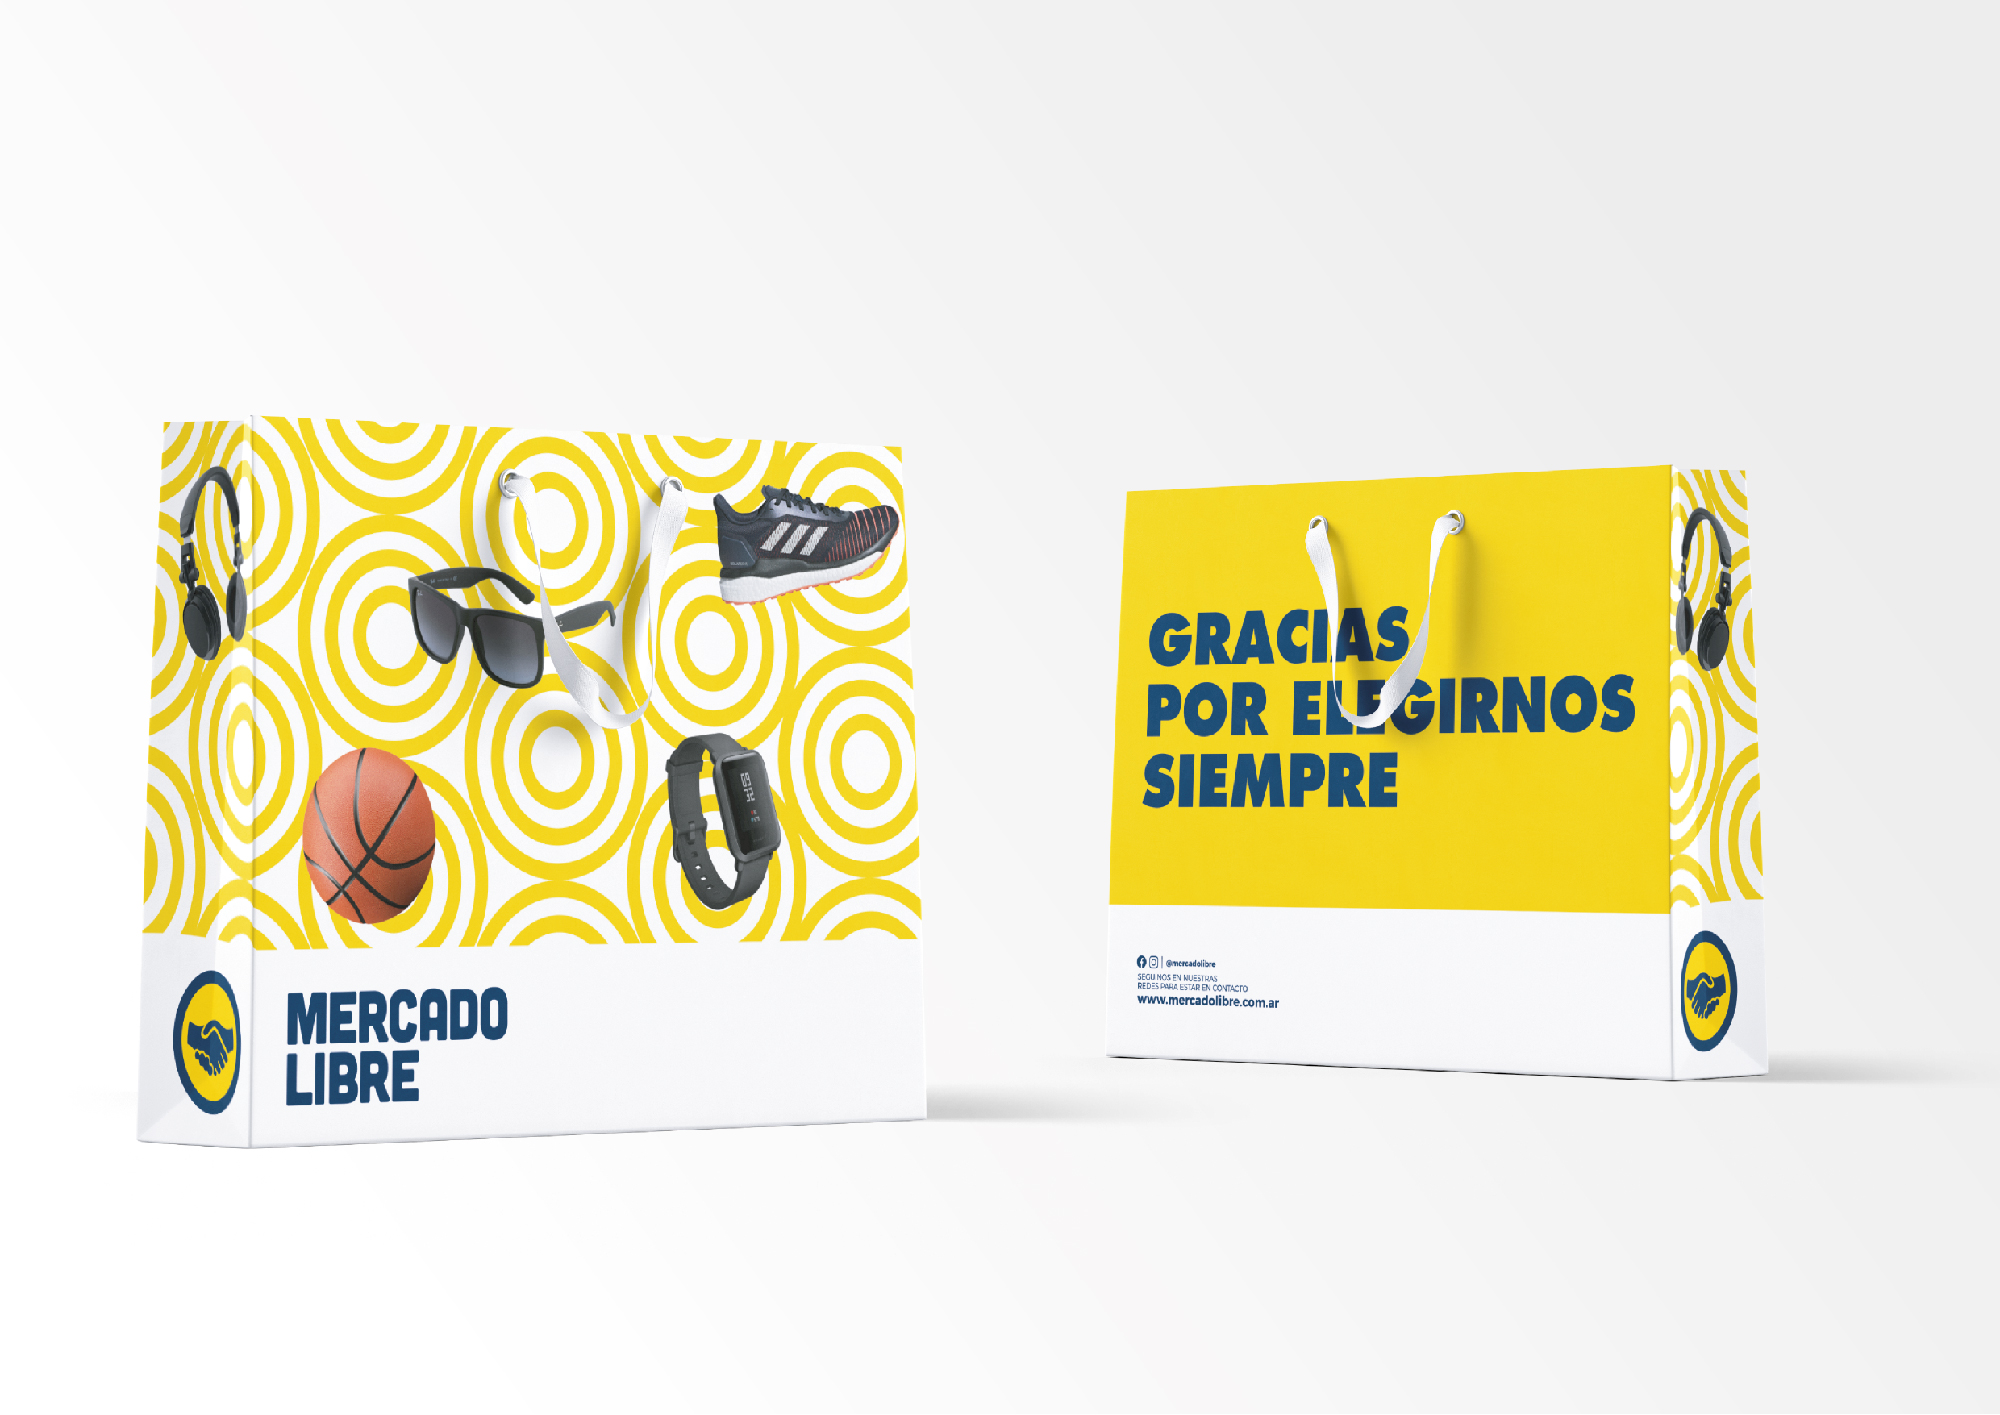 MERCADO
LIBRE
GRACIAS
POR ELEGIRNOS
SIEMPRE
@mercadolibre
SEGUINOS EN NUESTRAS
REDES PARA ESTAR EN CONTACTO
www.mercadolibre.com.ar